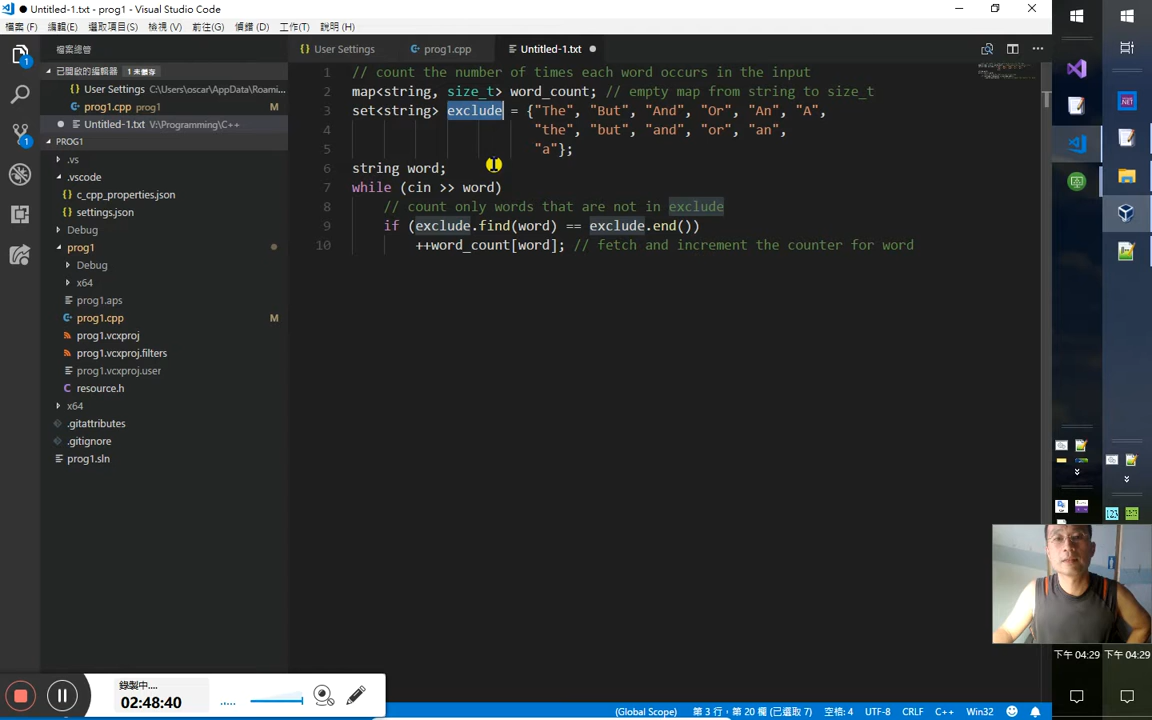 ● Untitled-1.txt - prog1 - Visual Studio Code
檔案 (F) 編輯(E) 選取項目(S) 檢視 (V) 前往(G) 偵錯 (D) 工作(T) 說明 (H)
檔案總管
User Settings prog1.cpp Untitled-1.txt
已開啟的編輯器 1 未儲存
User Settings C:\Users\oscar\AppData\Roami...
prog1.cpp prog1 M
Untitled-1.txt V:\Programming\C++
PROG1
.vs
.vscode
c_cpp_properties.json
settings.json
Debug
prog1
Debug
x64
prog1.aps
prog1.cpp M
prog1.vcxproj
prog1.vcxproj.filters
prog1.vcxproj.user
resource.h
x64
.gitattributes
.gitignore
prog1.sln
1 // count the number of times each word occurs in the input
2 map<string, size_t> word_count; // empty map from string to size_t
3 set<string> exclude = {"The", "But", "And", "Or", "An", "A",
4 "the", "but", "and", "or", "an",
5 "a"};
6 string word;
7 while (cin >> word)
8 // count only words that are not in exclude
9 if (exclude.find(word) == exclude.end())
10 ++word_count[word]; // fetch and increment the counter for word
錄製中....
02:48:40
(Global Scope) 第 3 行，第 20 欄 (已選取 7) 空格: 4 UTF-8 CRLF C++ Win32
下午 04:29 下午 04:29